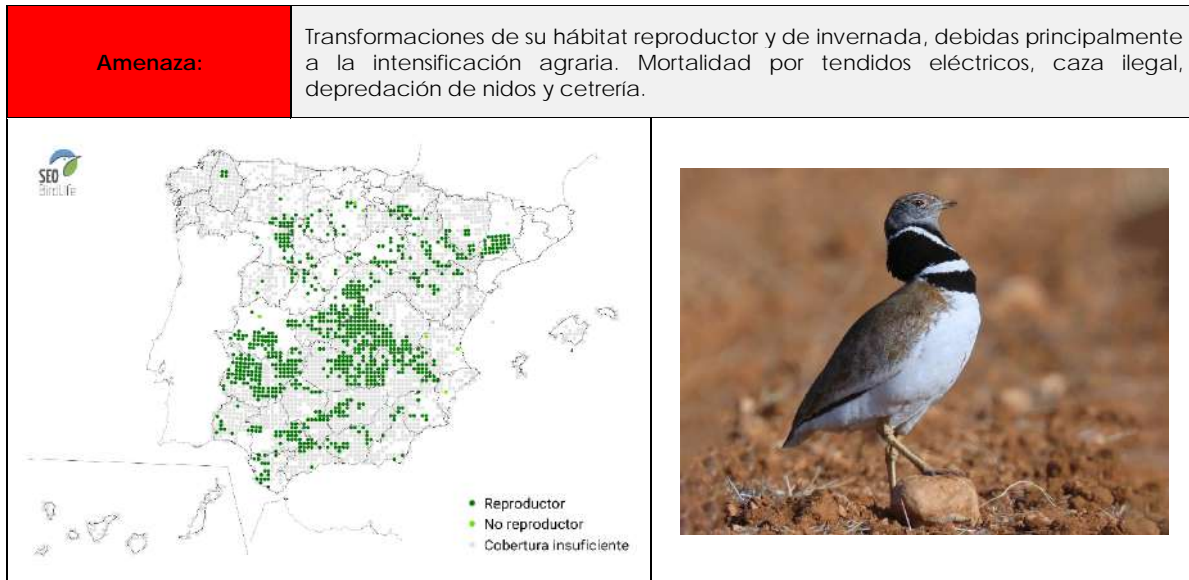 Amenaza:
Transformaciones de su hábitat reproductor y de invernada, debidas principalmente
a la intensificación agraria. Mortalidad por tendidos eléctricos, caza ilegal,
depredación de nidos y cetrería.
SEO
BirdLife
Reproductor
No reproductor
Cobertura insuficiente